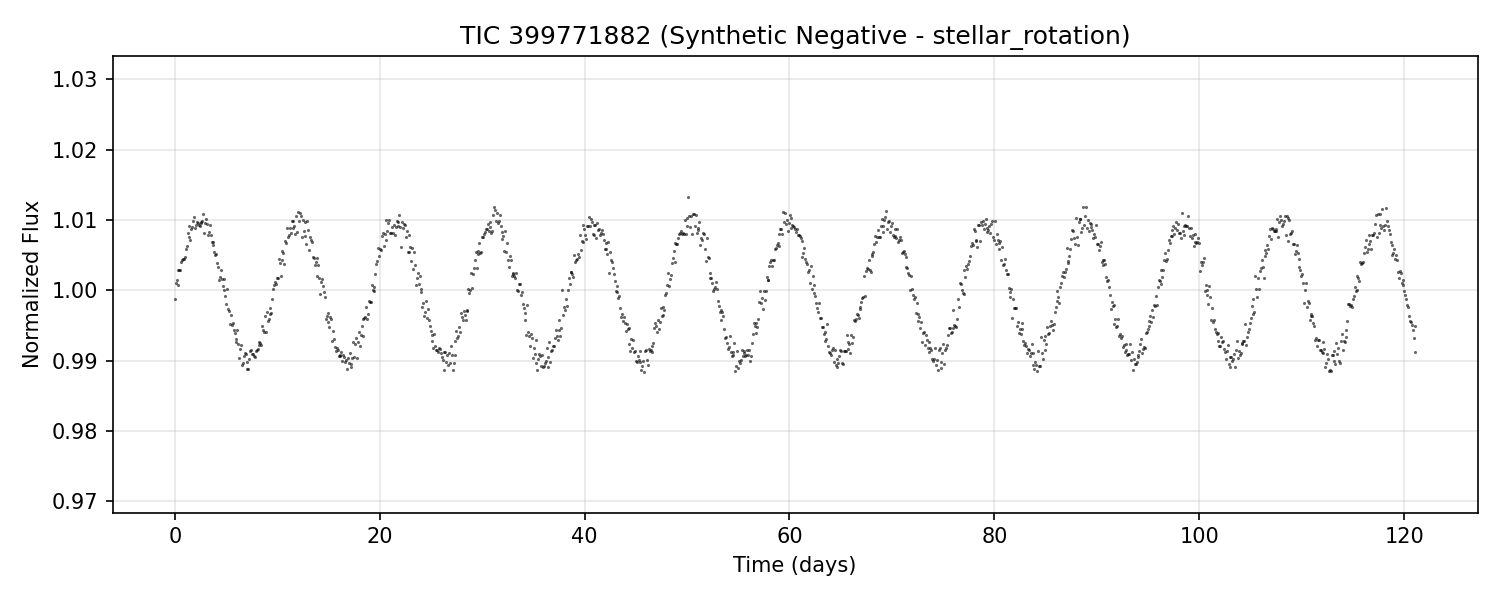 TIC 399771882 (Synthetic Negative - stellar_rotation)
1.03
1.02
1.01
1.00
0.99
0.98
0.97
Normalized Flux
0 20 40 60 80 100 120
Time (days)